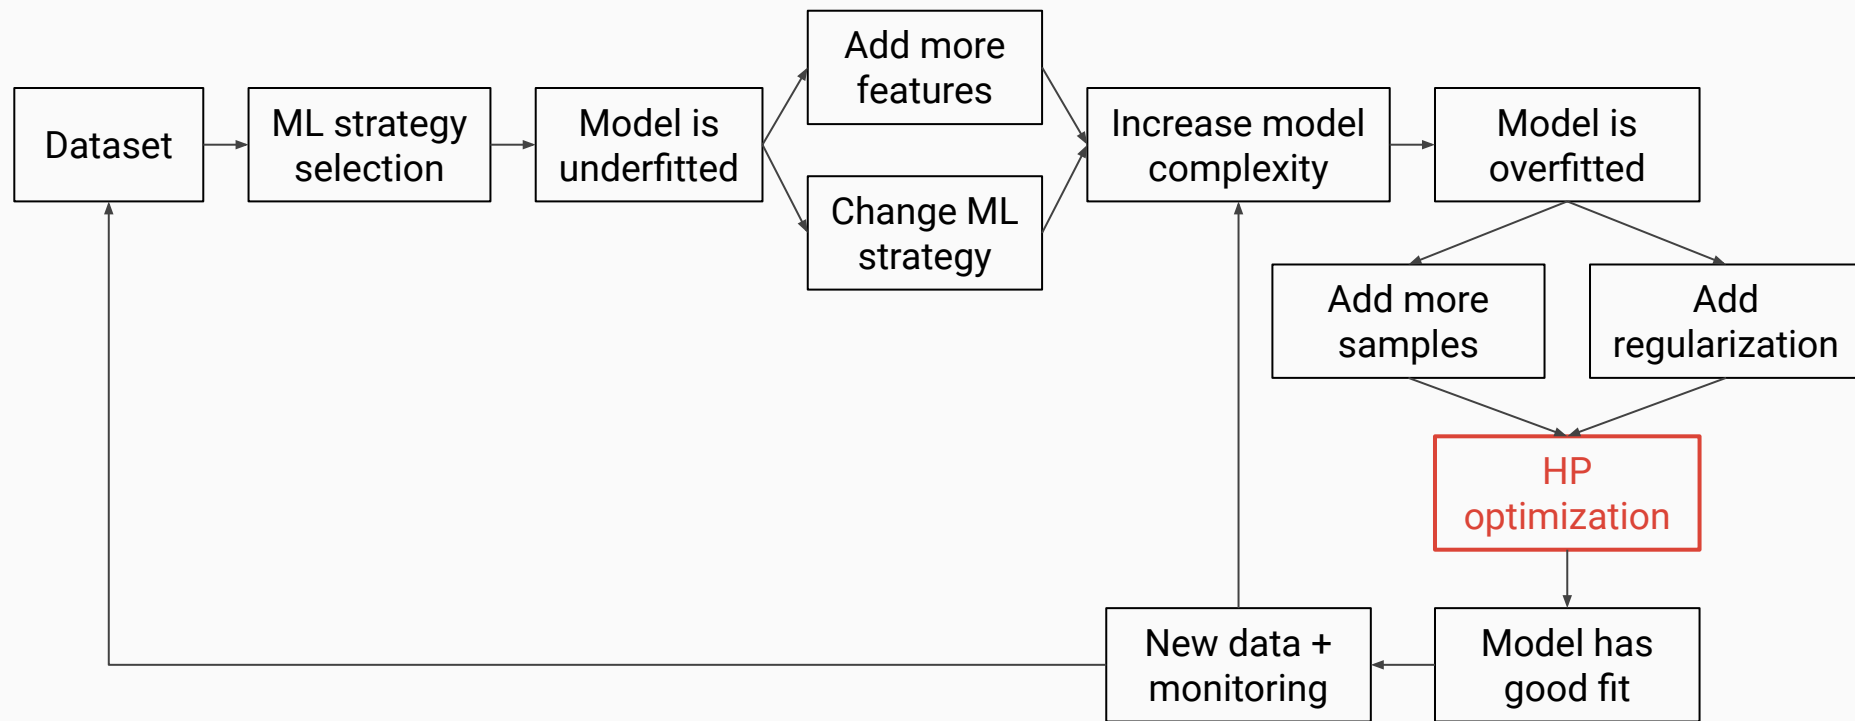 Dataset
ML strategy
selection
Model is
underfitted
Add more
features
Change ML
strategy
Increase model
complexity
Model is
overfitted
Add more
samples
Add
regularization
HP
optimization
Model has
good fit
New data +
monitoring